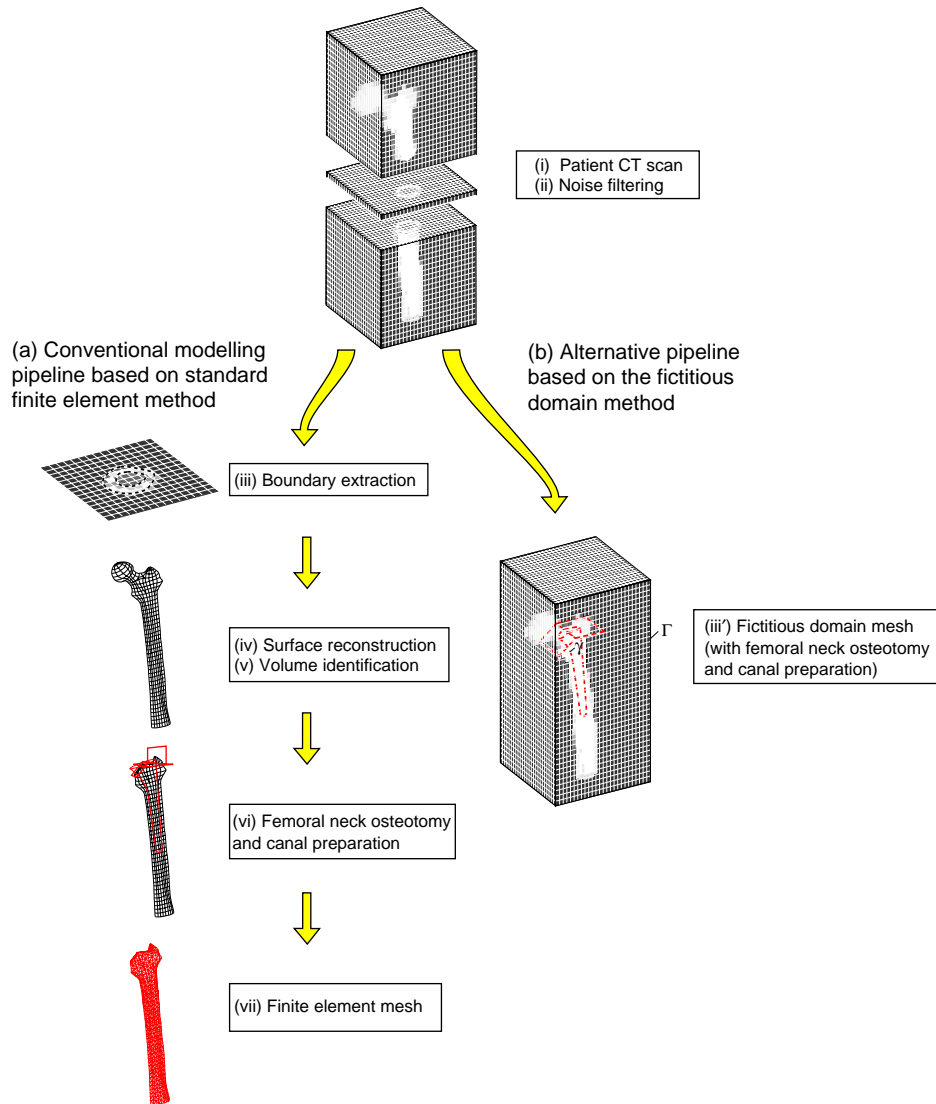 (i) Patient CT scan
(ii) Noise filtering
(a) Conventional modelling
pipeline based on standard
finite element method
(b) Alternative pipeline
based on the fictitious
domain method
(iii) Boundary extraction
(iv) Surface reconstruction
(v) Volume identification
Γ
(iii′) Fictitious domain mesh
(with femoral neck osteotomy
and canal preparation)
(vi) Femoral neck osteotomy
and canal preparation
(vii) Finite element mesh